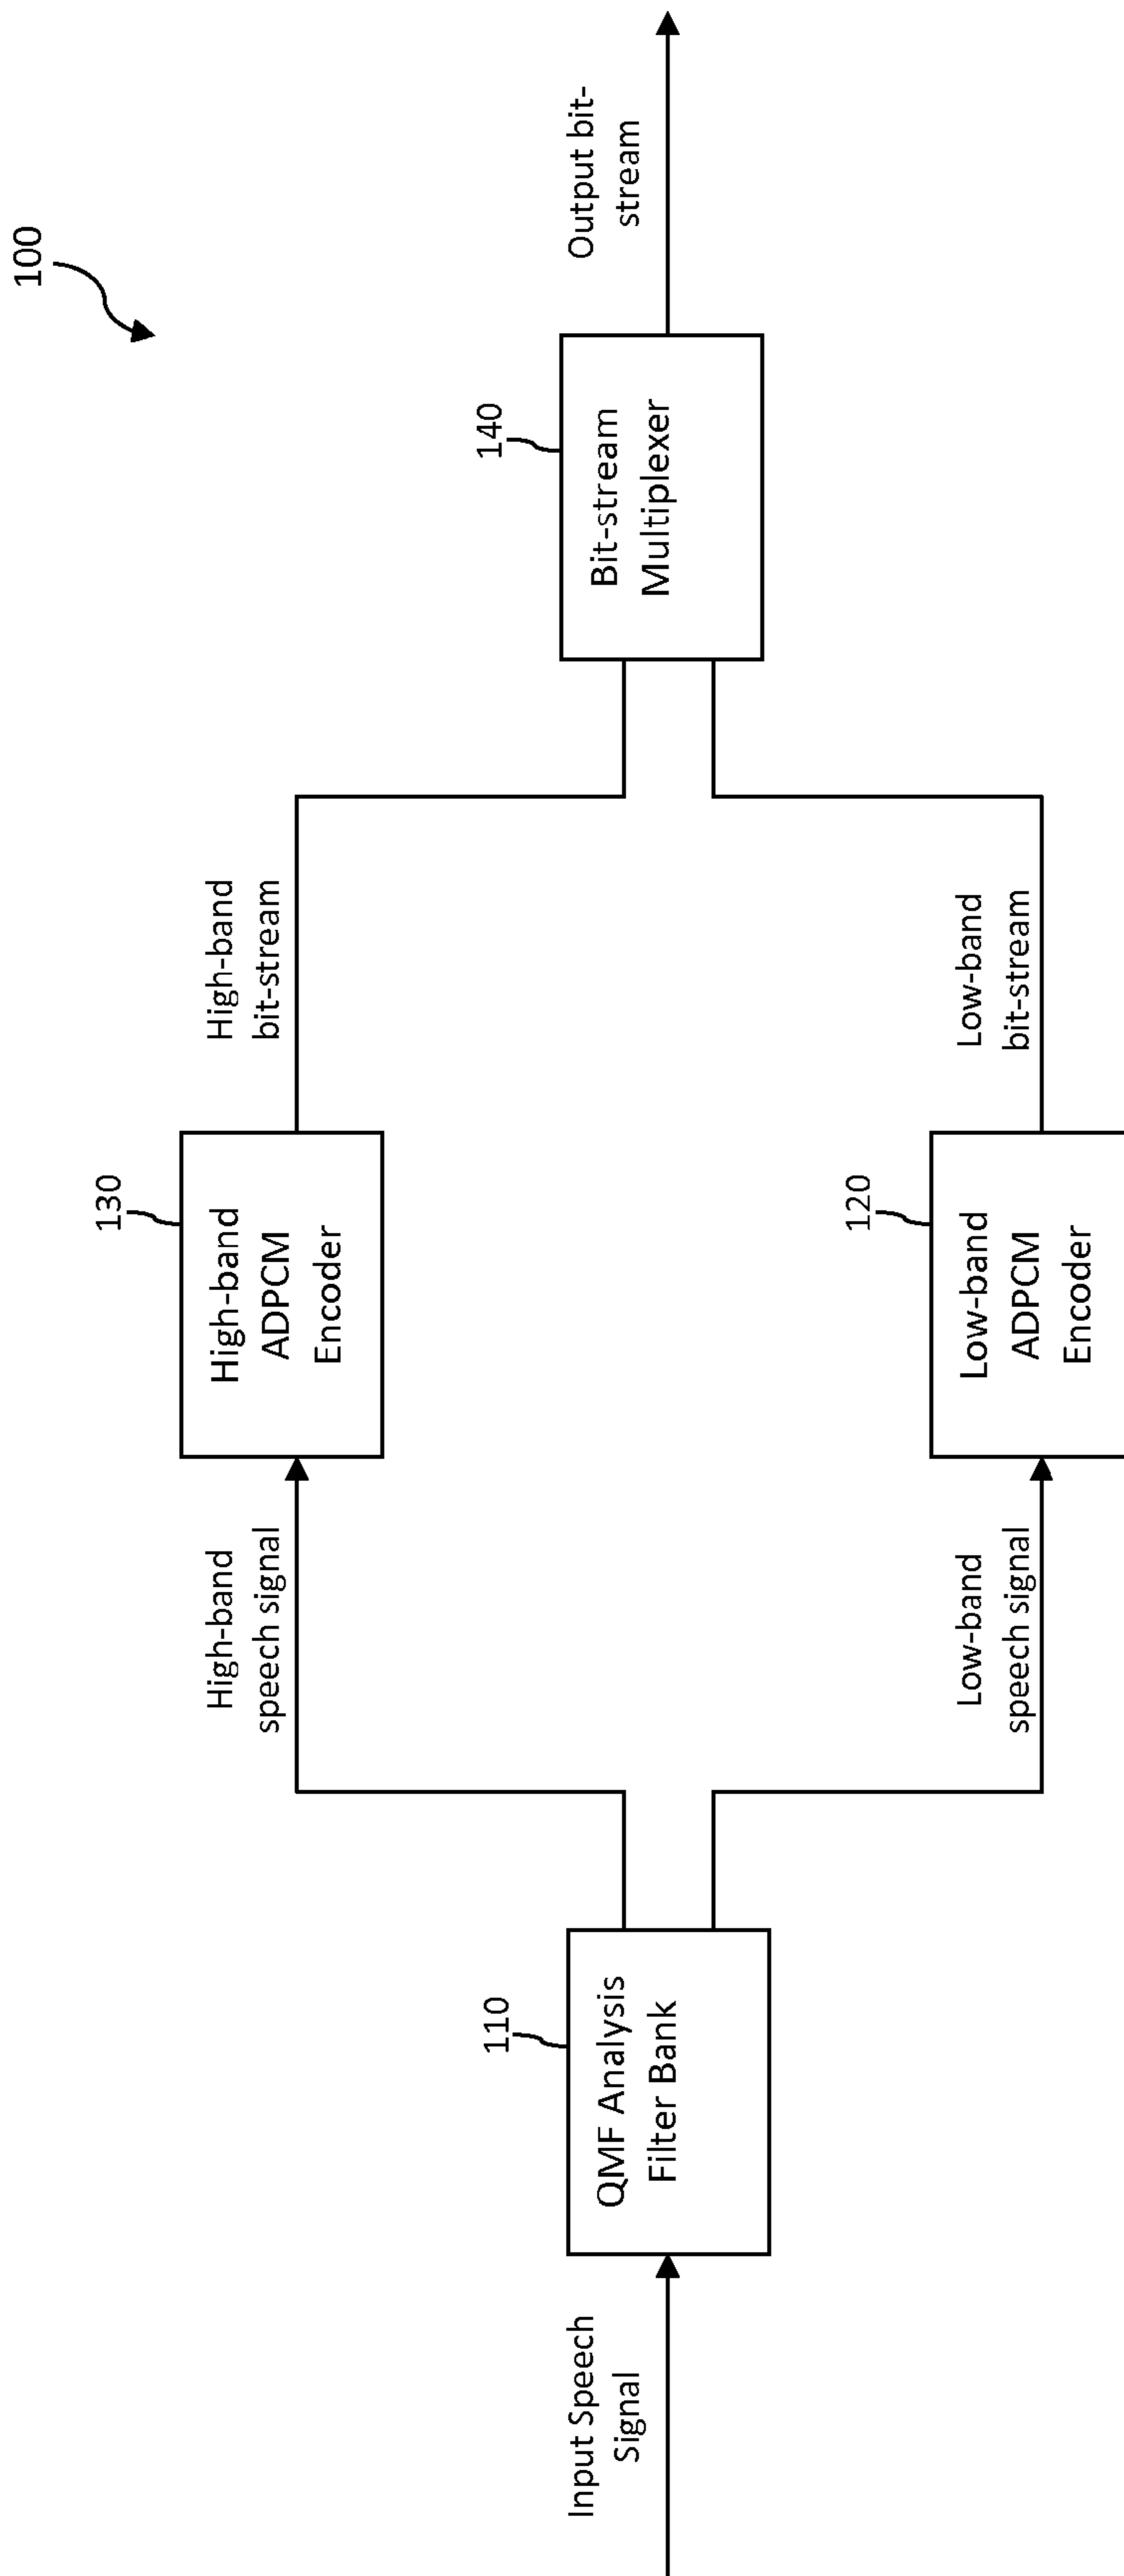 100
Input Speech
Signal
110
QMF Analysis
Filter Bank
High-band
speech signal
130
High-band
ADPCM
Encoder
High-band
bit-stream
Low-band
speech signal
120
Low-band
ADPCM
Encoder
Low-band
bit-stream
140
Bit-stream
Multiplexer
Output bit-
stream